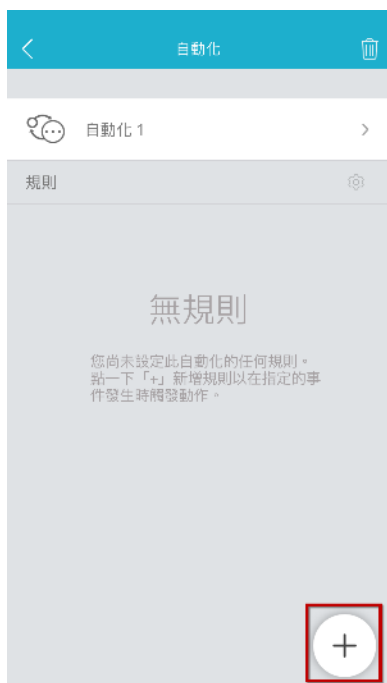 自動化
自動化 1
規則
無規則
您尚未設定此自動化的任何規則。
點一下「+」新增規則以在指定的事
件發生時觸發動作。